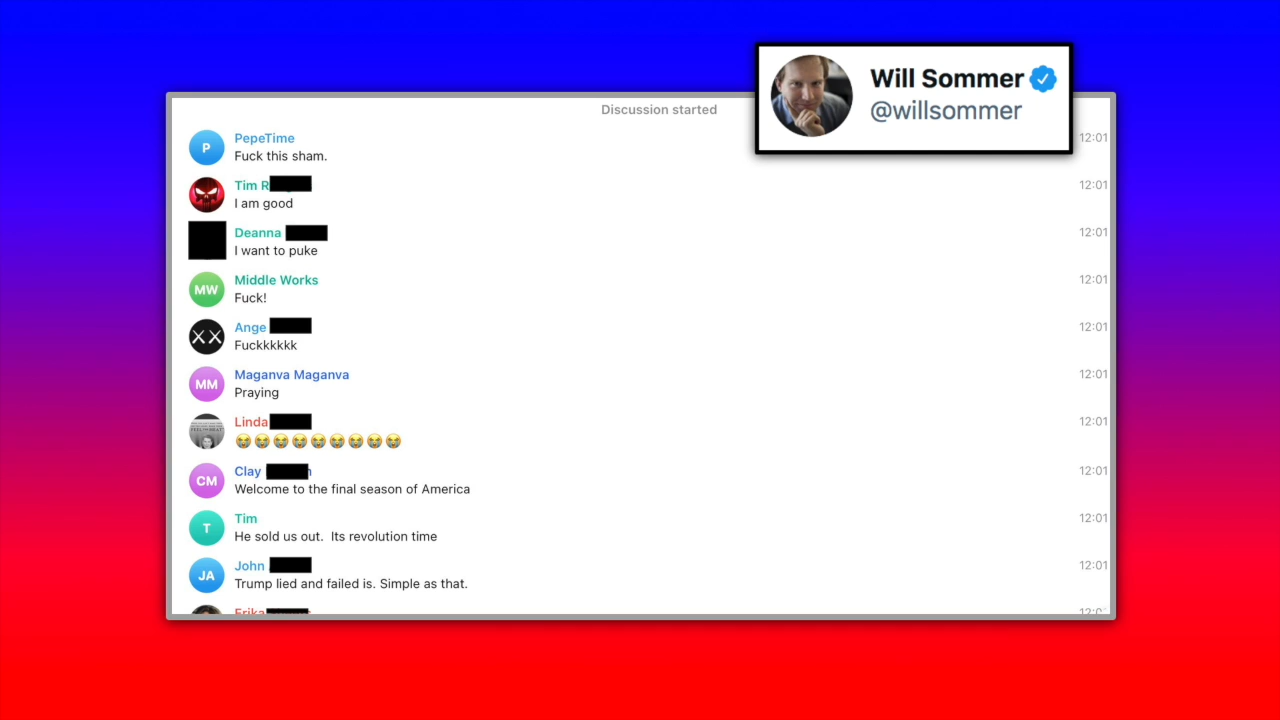 Will Sommer
@willsommer
Discussion started
P
PepeTime
12:01
Fuck this sham.
Tim R
12:01
I am good
Deanna
12:01
I want to puke
MW
Middle Works
12:01
Fuck!
XX
Ange
12:01
Fuckkkkkk
MM
Maganva Maganva
12:01
Praying
Linda
12:01
😭😭😭😭😭😭😭😭😭
CM
Clay
12:01
Welcome to the final season of America
T
Tim
12:01
He sold us out. Its revolution time
JA
John
12:01
Trump lied and failed is. Simple as that.
Erika